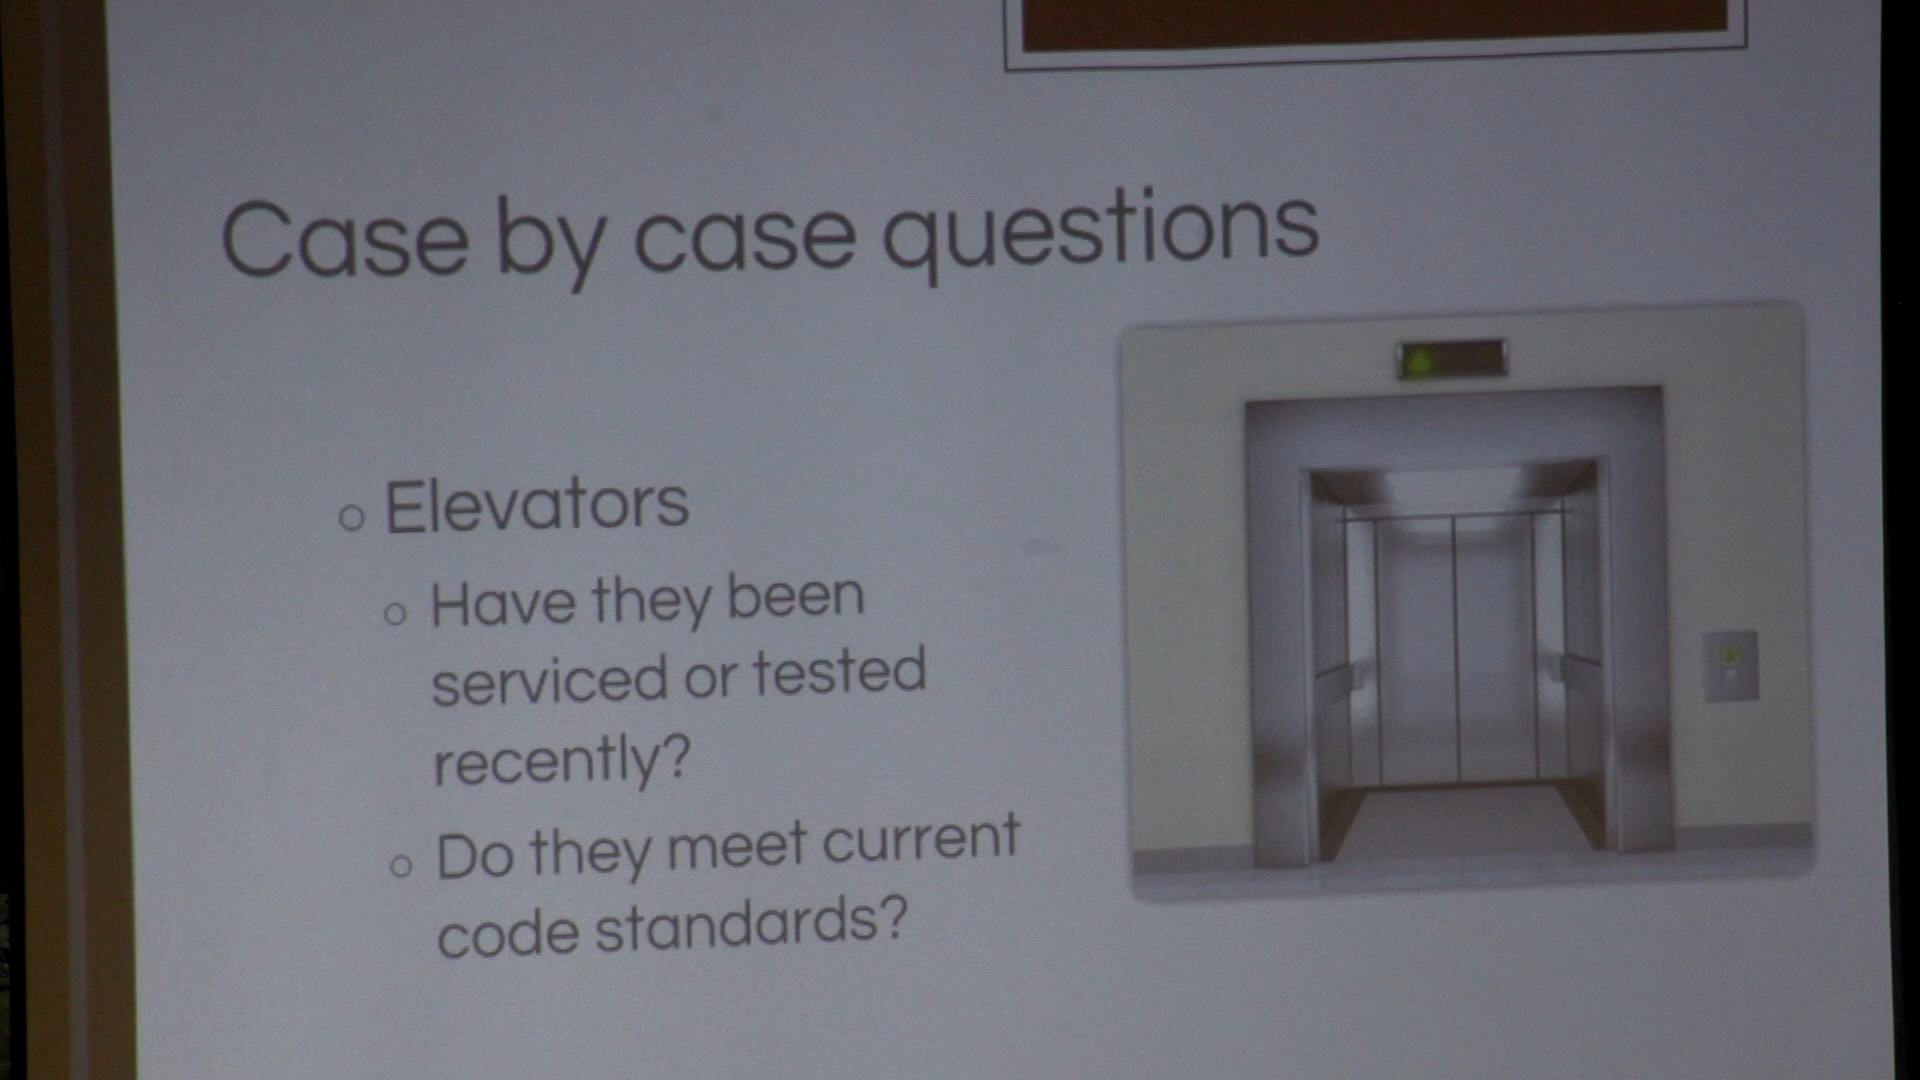 Case by case questions
○ Elevators
○ Have they been
serviced or tested
recently?
○ Do they meet current
code standards?